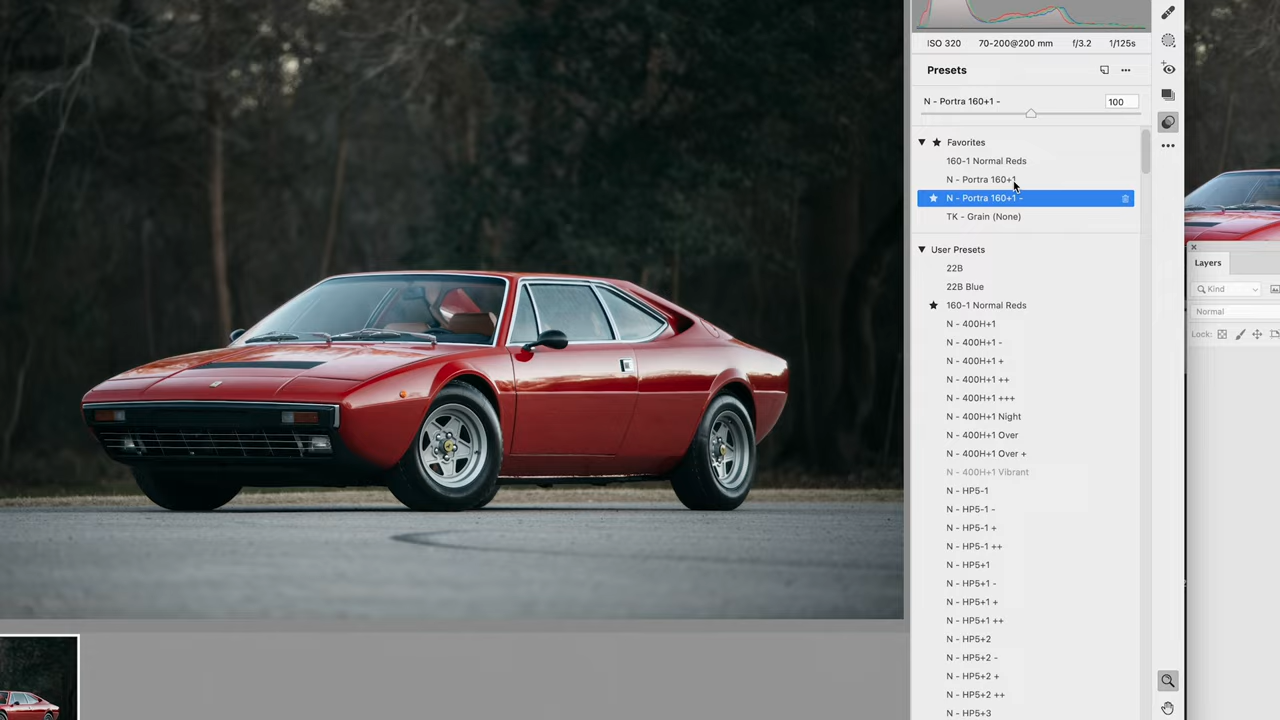 ISO 320 70-200@200 mm f/3.2 1/125s
Presets
N - Portra 160+1 - 100
Favorites
160-1 Normal Reds
N - Portra 160+1
N - Portra 160+1 -
TK - Grain (None)
User Presets
22B
22B Blue
160-1 Normal Reds
N - 400H+1
N - 400H+1 -
N - 400H+1 +
N - 400H+1 ++
N - 400H+1 +++
N - 400H+1 Night
N - 400H+1 Over
N - 400H+1 Over +
N - 400H+1 Vibrant
N - HP5-1
N - HP5-1 -
N - HP5-1 +
N - HP5-1 ++
N - HP5+1
N - HP5+1 -
N - HP5+1 +
N - HP5+1 ++
N - HP5+2
N - HP5+2 -
N - HP5+2 +
N - HP5+2 ++
N - HP5+3
Layers
Kind
Normal
Lock: